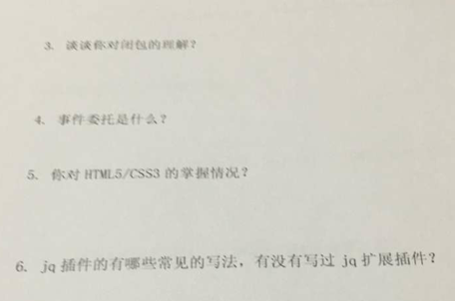 3. 谈谈你对闭包的理解？
4. 事件委托是什么？
5. 你对 HTML5/CSS3 的掌握情况？
6. jq 插件的有哪些常见的写法，有没有写过 jq 扩展插件？